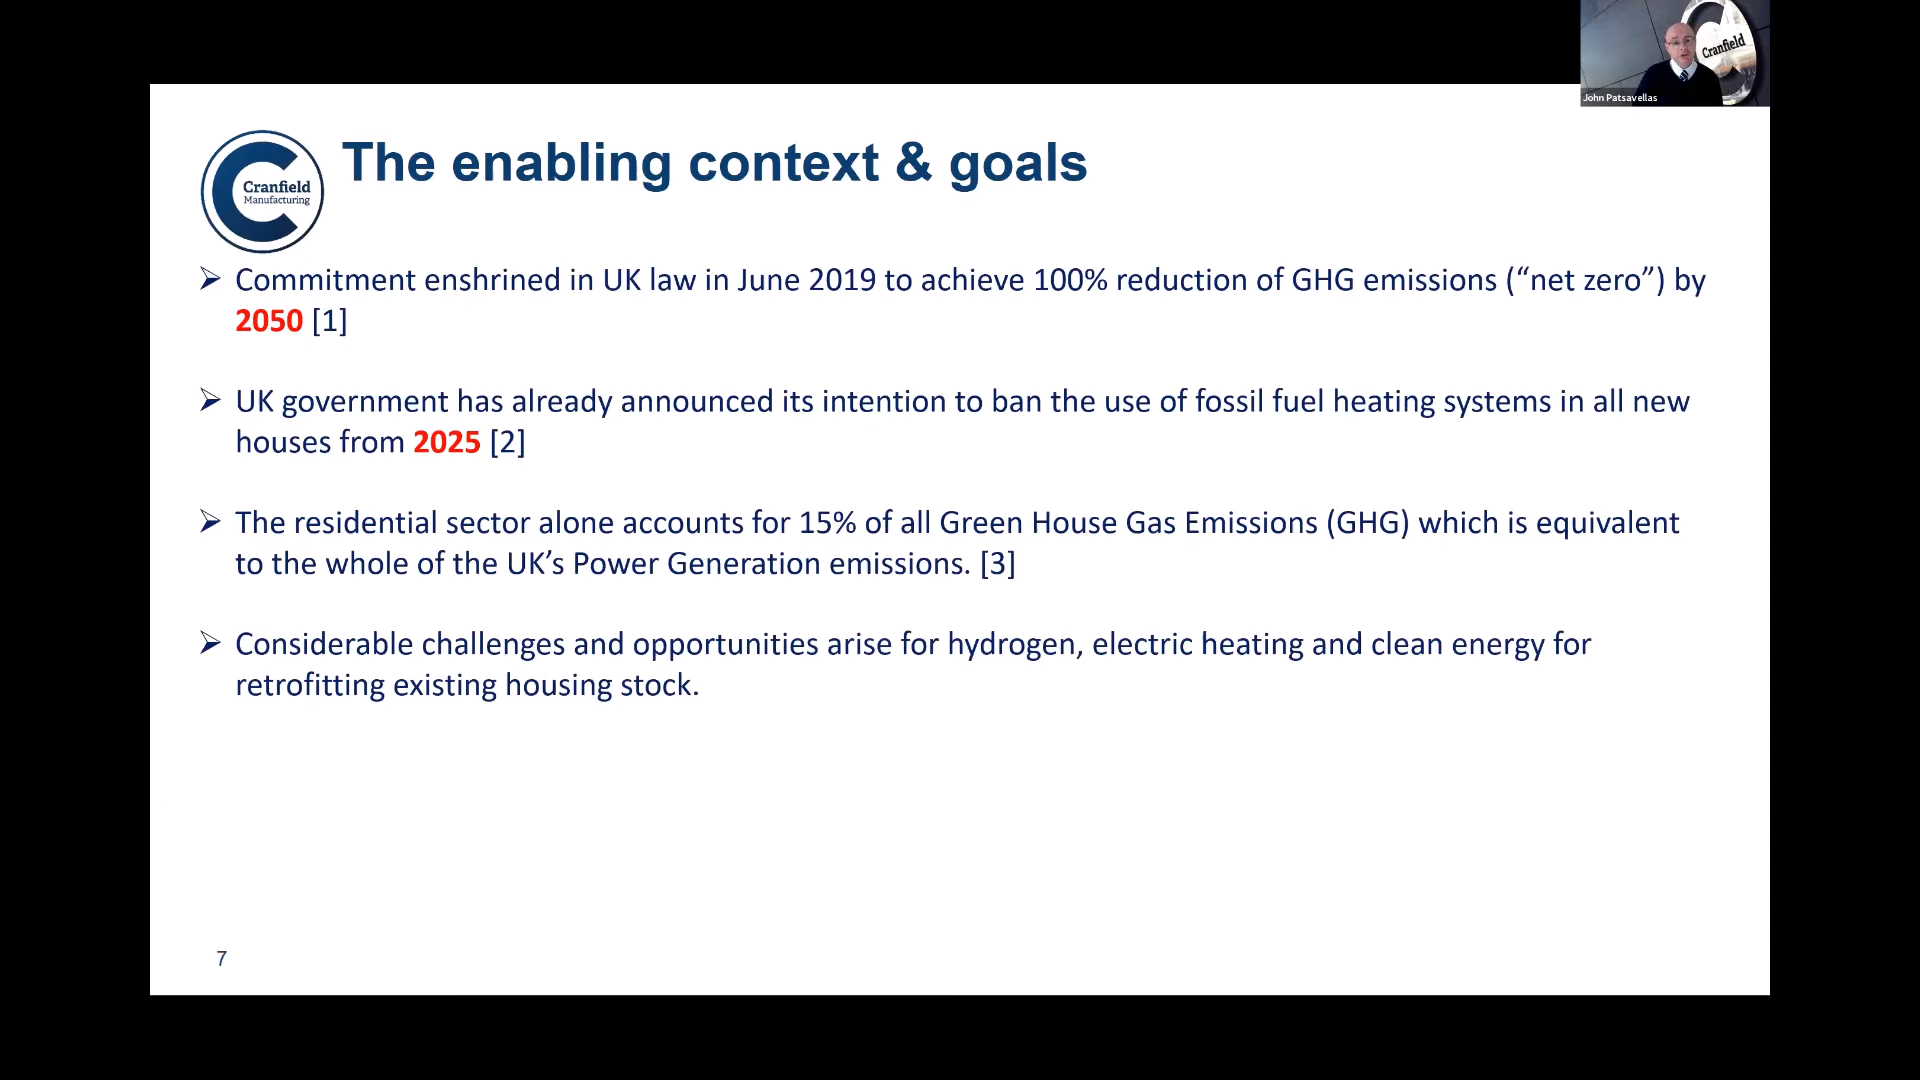 Cranfield
John Patsavellas
Cranfield
Manufacturing
The enabling context & goals
➢ Commitment enshrined in UK law in June 2019 to achieve 100% reduction of GHG emissions (“net zero”) by
2050 [1]
➢ UK government has already announced its intention to ban the use of fossil fuel heating systems in all new
houses from 2025 [2]
➢ The residential sector alone accounts for 15% of all Green House Gas Emissions (GHG) which is equivalent
to the whole of the UK’s Power Generation emissions. [3]
➢ Considerable challenges and opportunities arise for hydrogen, electric heating and clean energy for
retrofitting existing housing stock.
7